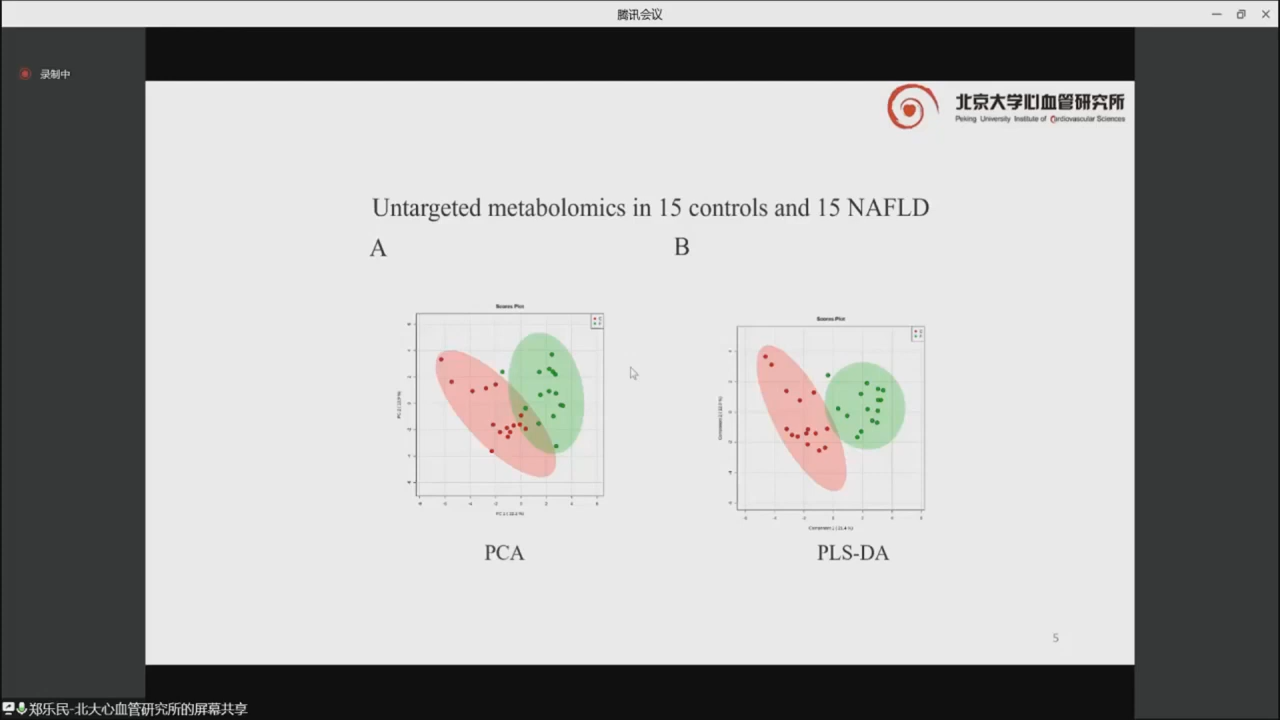 腾讯会议
录制中
北京大学心血管研究所
Peking University Institute of Cardiovascular Sciences
Untargeted metabolomics in 15 controls and 15 NAFLD
A
B
Scores Plot
Scores Plot
PCA
PLS-DA
5
郑乐民-北大心血管研究所的屏幕共享